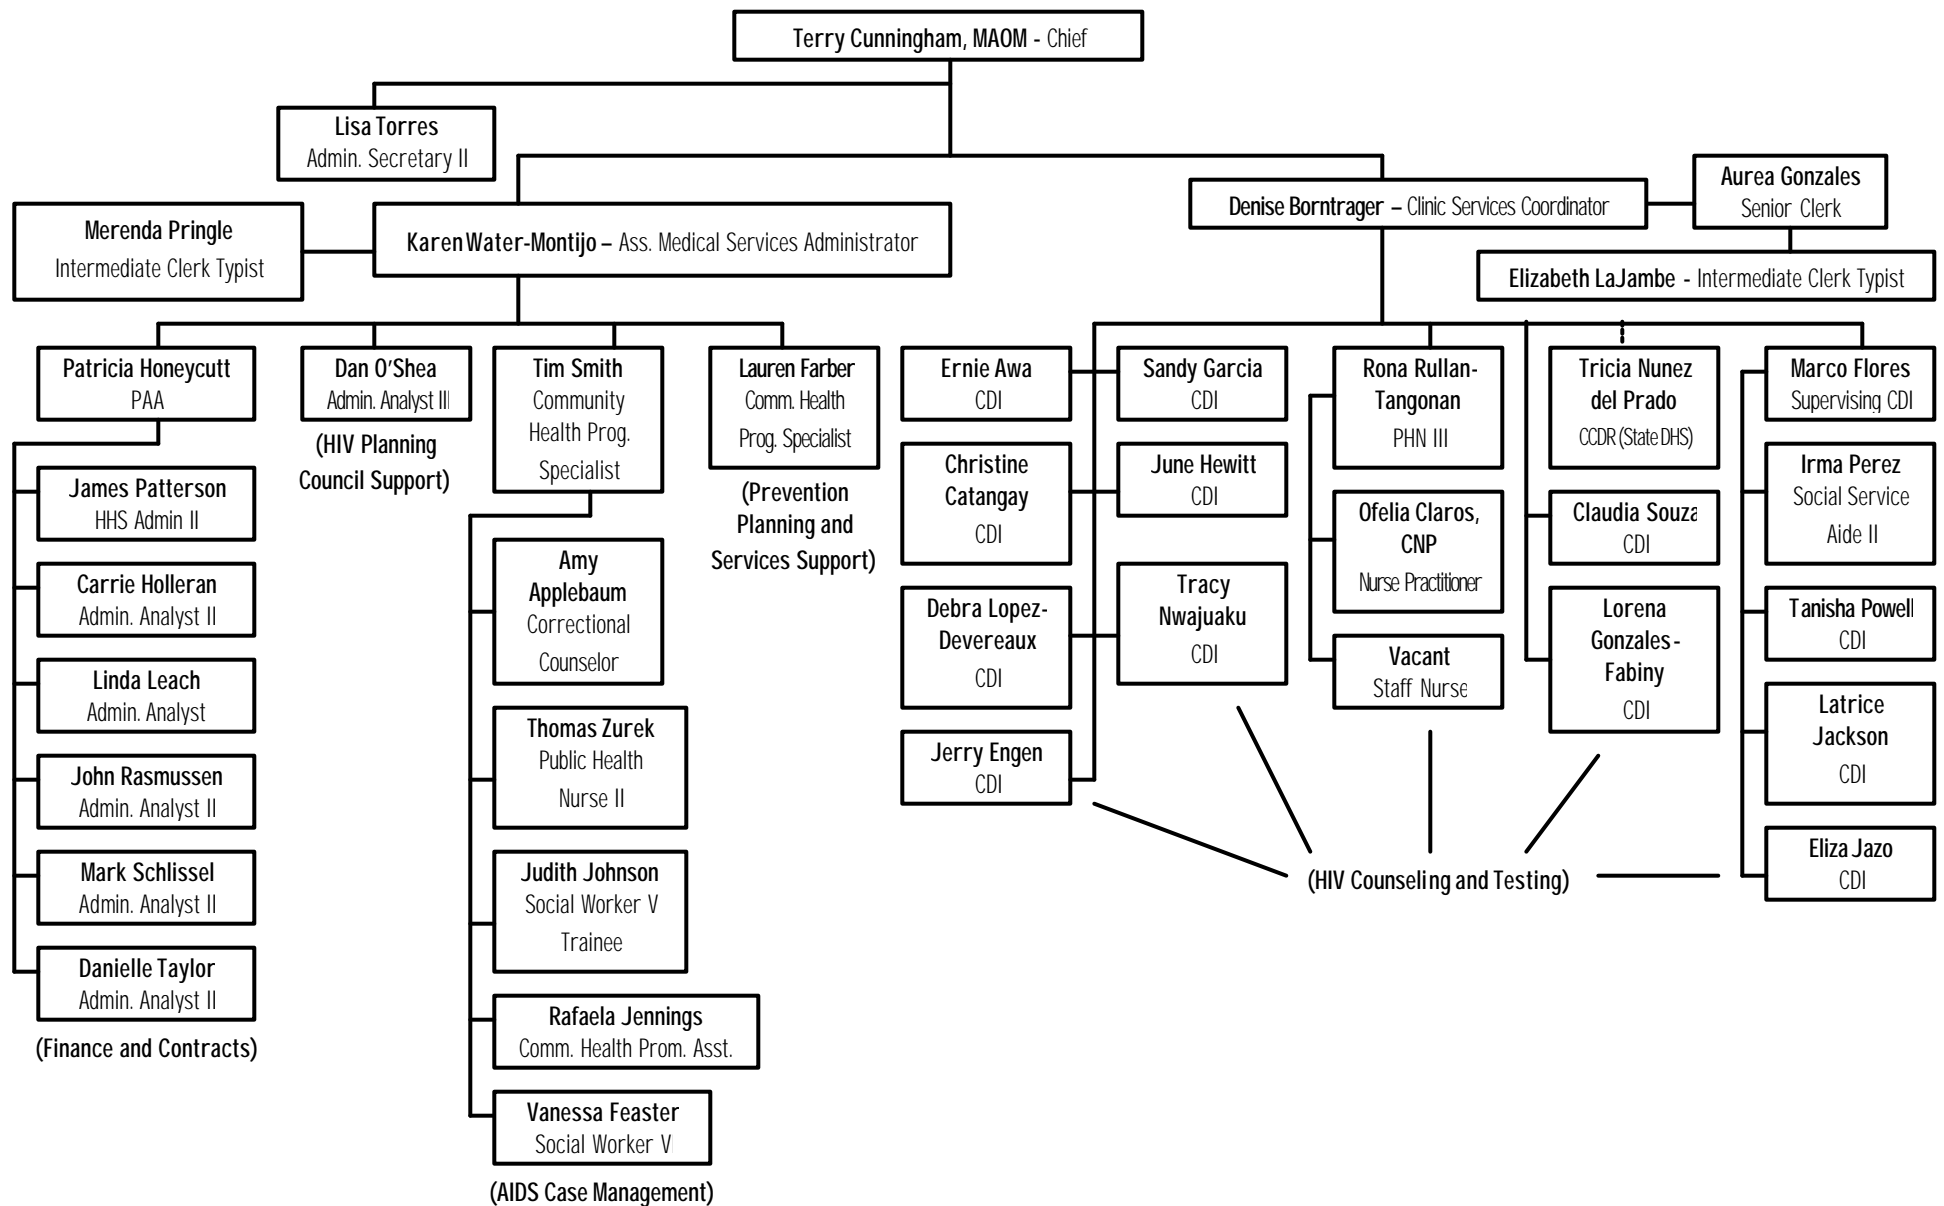 Terry Cunningham, MAOM - Chief
Lisa Torres
Admin. Secretary II
Merenda Pringle
Intermediate Clerk Typist
Karen Water-Montijo – Ass. Medical Services Administrator
Denise Borntrager – Clinic Services Coordinator
Aurea Gonzales
Senior Clerk
Elizabeth LaJambe - Intermediate Clerk Typist
Patricia Honeycutt
PAA
James Patterson
HHS Admin II
Carrie Holleran
Admin. Analyst II
Linda Leach
Admin. Analyst
John Rasmussen
Admin. Analyst II
Mark Schlissel
Admin. Analyst II
Danielle Taylor
Admin. Analyst II
(Finance and Contracts)
Dan O'Shea
Admin. Analyst III
(HIV Planning
Council Support)
Tim Smith
Community
Health Prog.
Specialist
Amy
Applebaum
Correctional
Counselor
Thomas Zurek
Public Health
Nurse II
Judith Johnson
Social Worker V
Trainee
Rafaela Jennings
Comm. Health Prom. Asst.
Vanessa Feaster
Social Worker V
(AIDS Case Management)
Lauren Farber
Comm. Health
Prog. Specialist
(Prevention
Planning and
Services Support)
Ernie Awa
CDI
Christine
Catangay
CDI
Debra Lopez-
Devereaux
CDI
Jerry Engen
CDI
Sandy Garcia
CDI
June Hewitt
CDI
Tracy
Nwajuaku
CDI
Rona Rullan-
Tangonan
PHN III
Ofelia Claros,
CNP
Nurse Practitioner
Vacant
Staff Nurse
Tricia Nunez
del Prado
CCDR (State DHS)
Claudia Souza
CDI
Lorena
Gonzales-
Fabiny
CDI
Marco Flores
Supervising CDI
Irma Perez
Social Service
Aide II
Tanisha Powell
CDI
Latrice
Jackson
CDI
Eliza Jazo
CDI
(HIV Counseling and Testing)